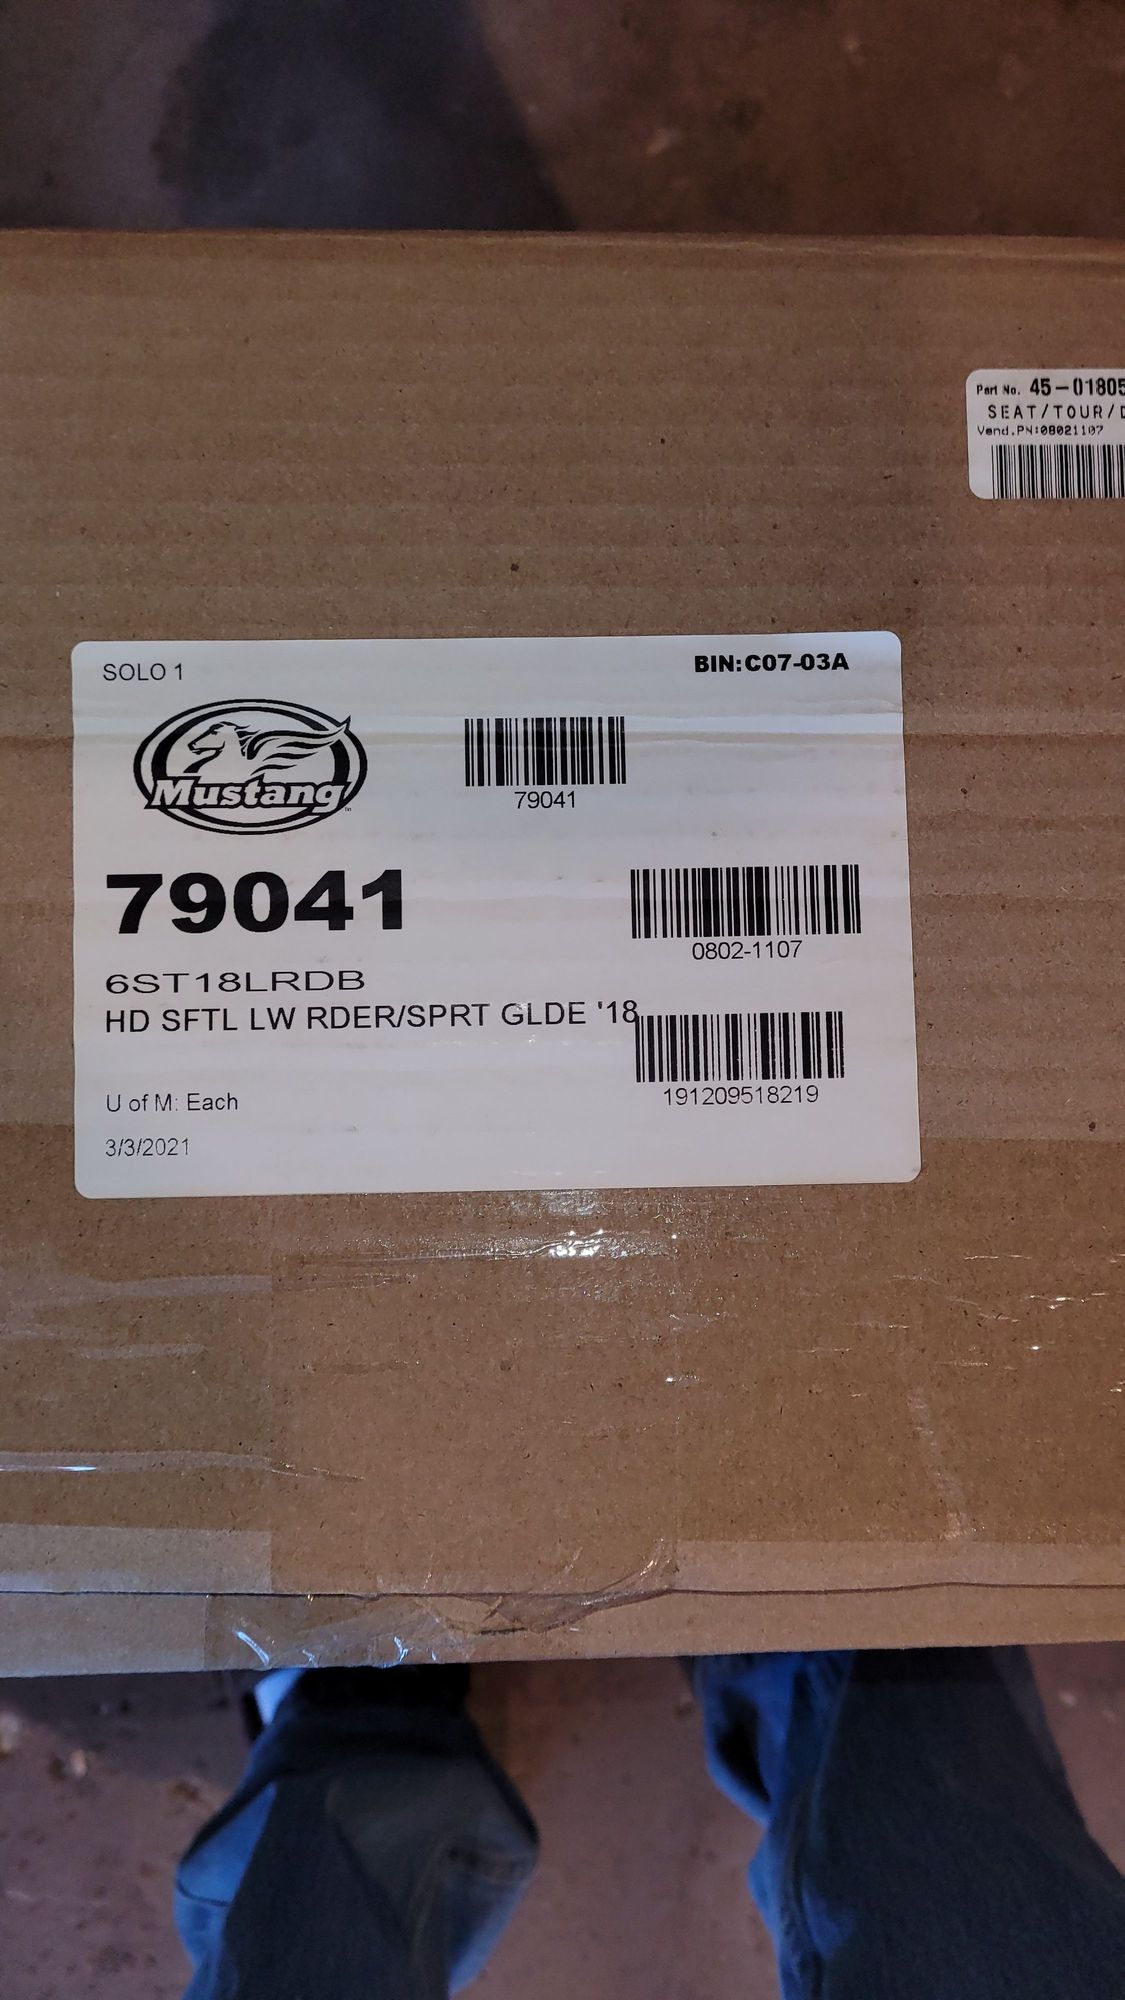 Part No. 45-01805
SEAT/TOUR/
Vend.PN:08021107
SOLO 1
BIN:C07-03A
Mustang
79041
79041
0802-1107
6ST18LRDB
HD SFTL LW RDER/SPRT GLDE '18
191209518219
U of M: Each
3/3/2021